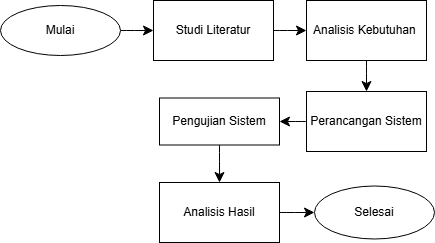 Mulai
Studi Literatur
Analisis Kebutuhan
Perancangan Sistem
Pengujian Sistem
Analisis Hasil
Selesai